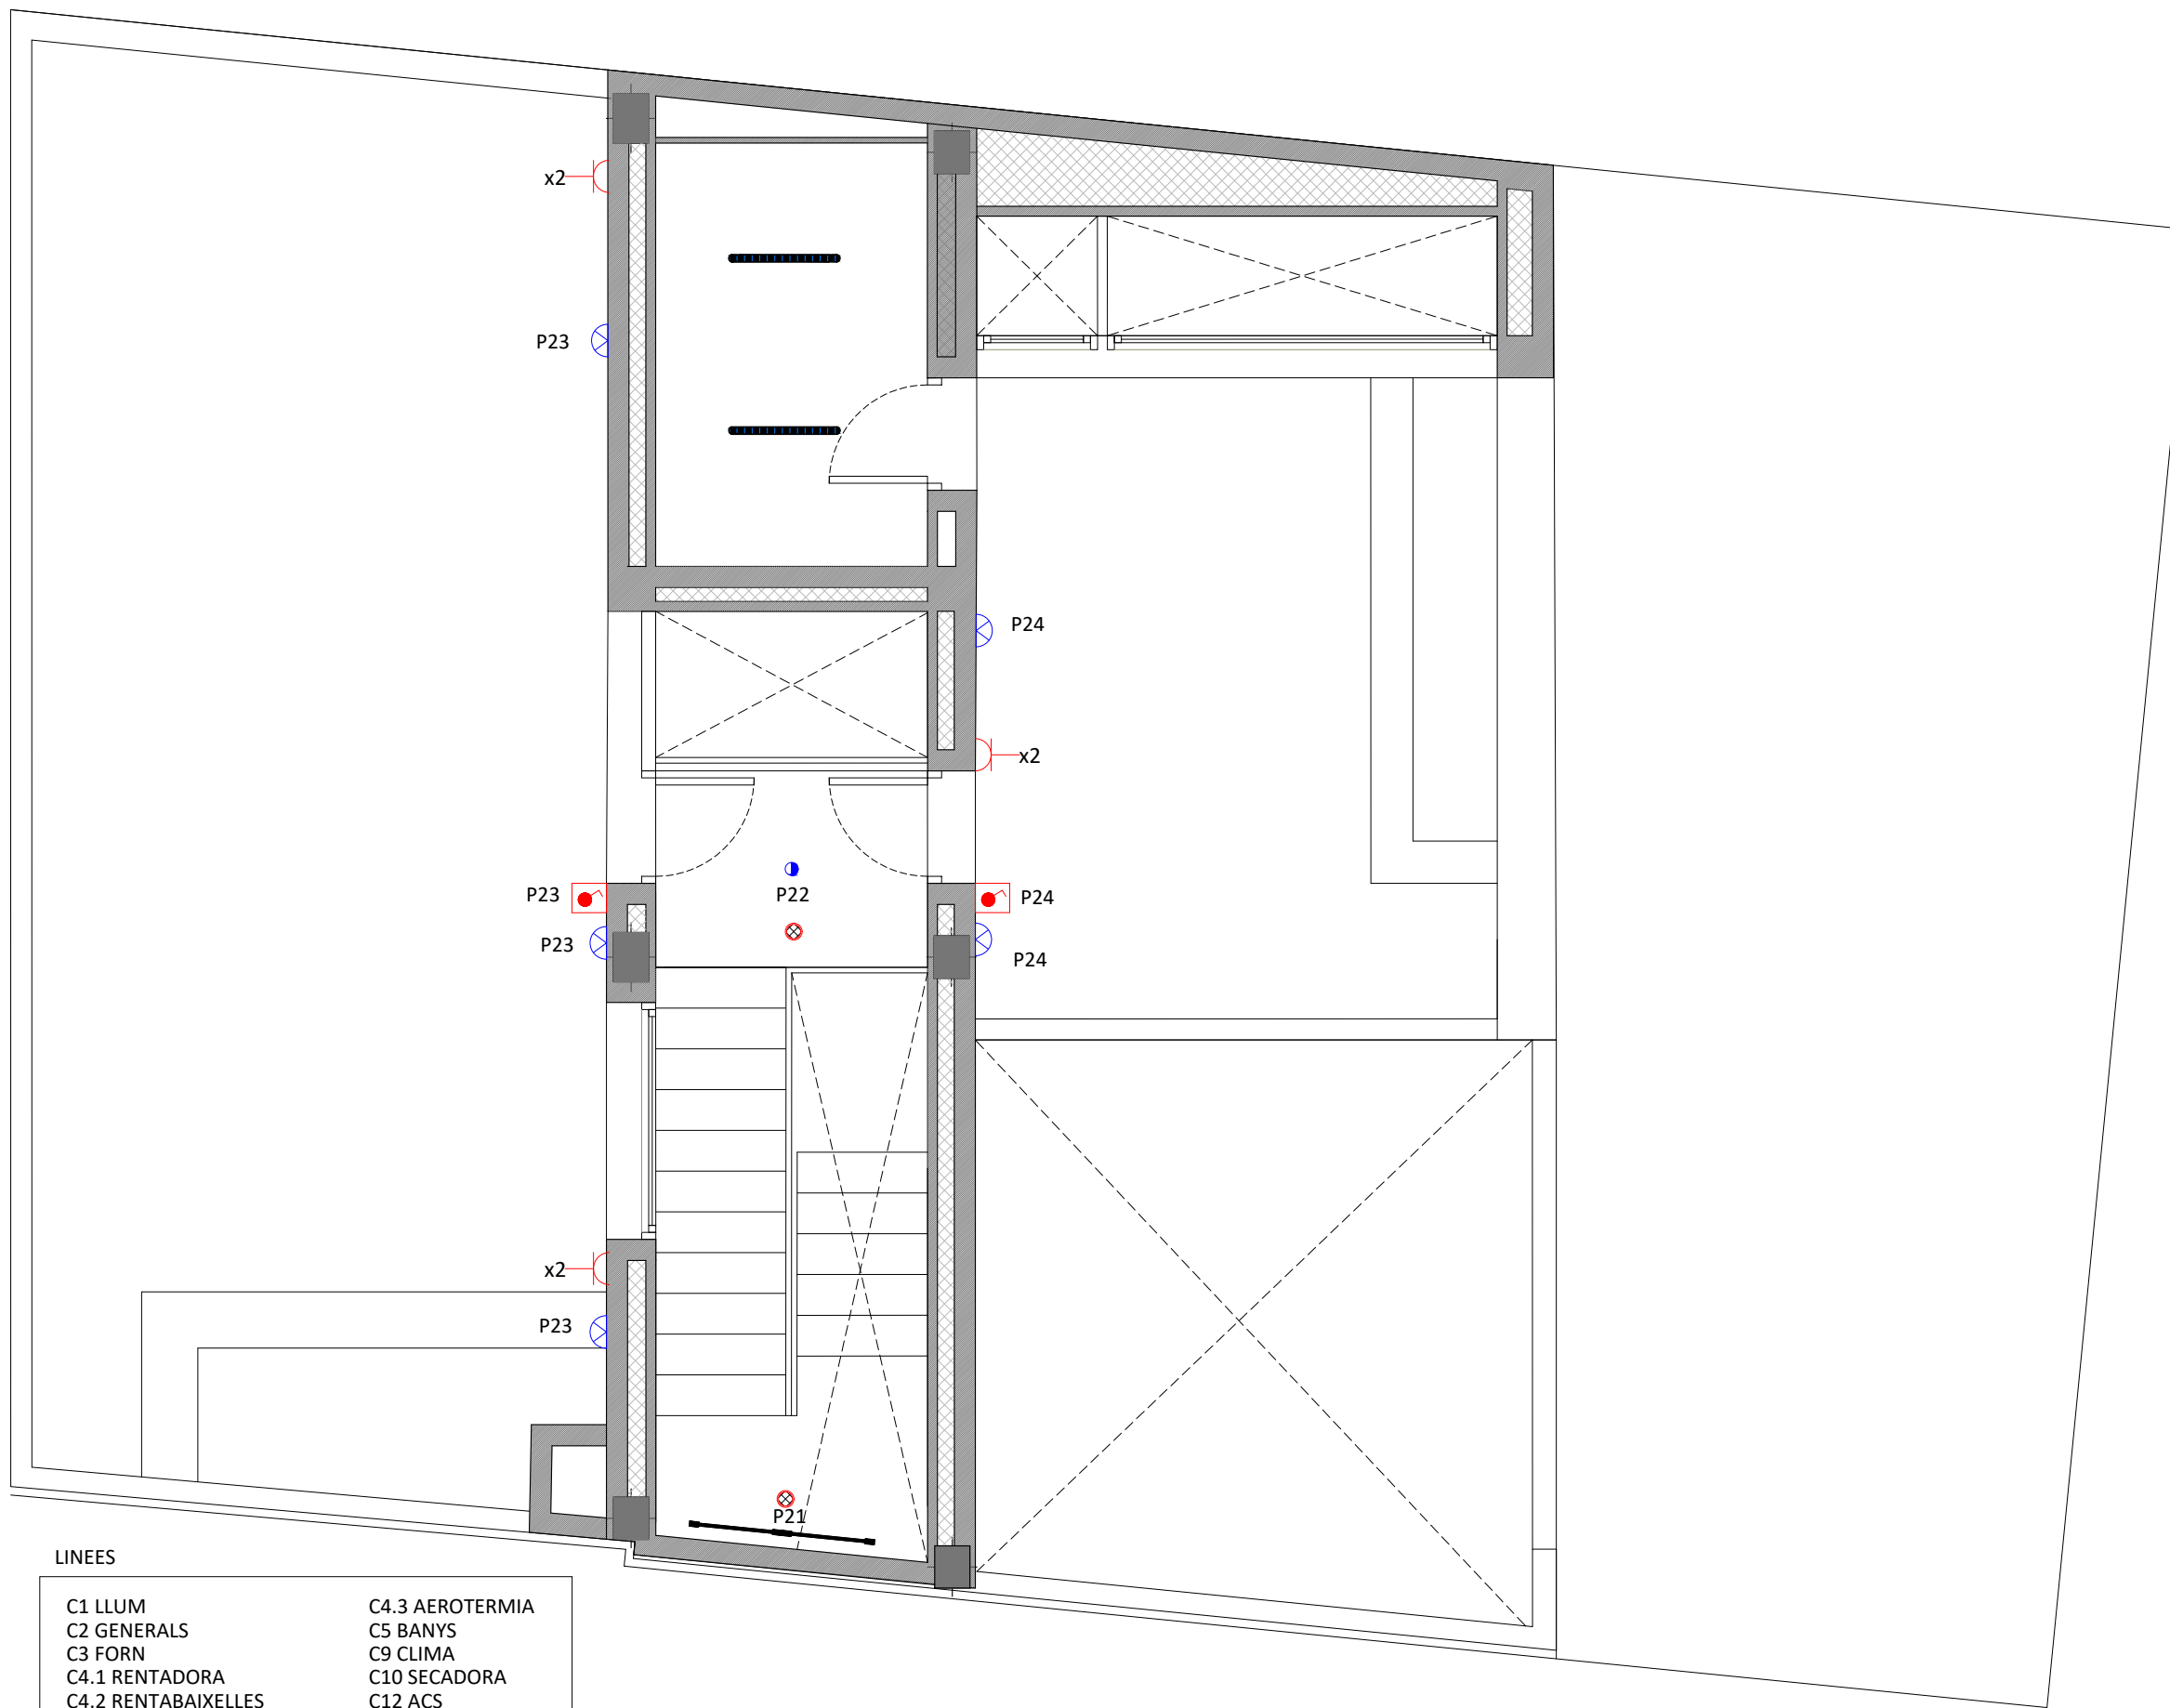 x2
P23
P24
x2
P23
P22
P24
P23
P24
x2
P23
P21
LINEES
C1 LLUM
C2 GENERALS
C3 FORN
C4.1 RENTADORA
C4.2 RENTABAIXELLES
C4.3 AEROTERMIA
C5 BANYS
C9 CLIMA
C10 SECADORA
C12 ACS